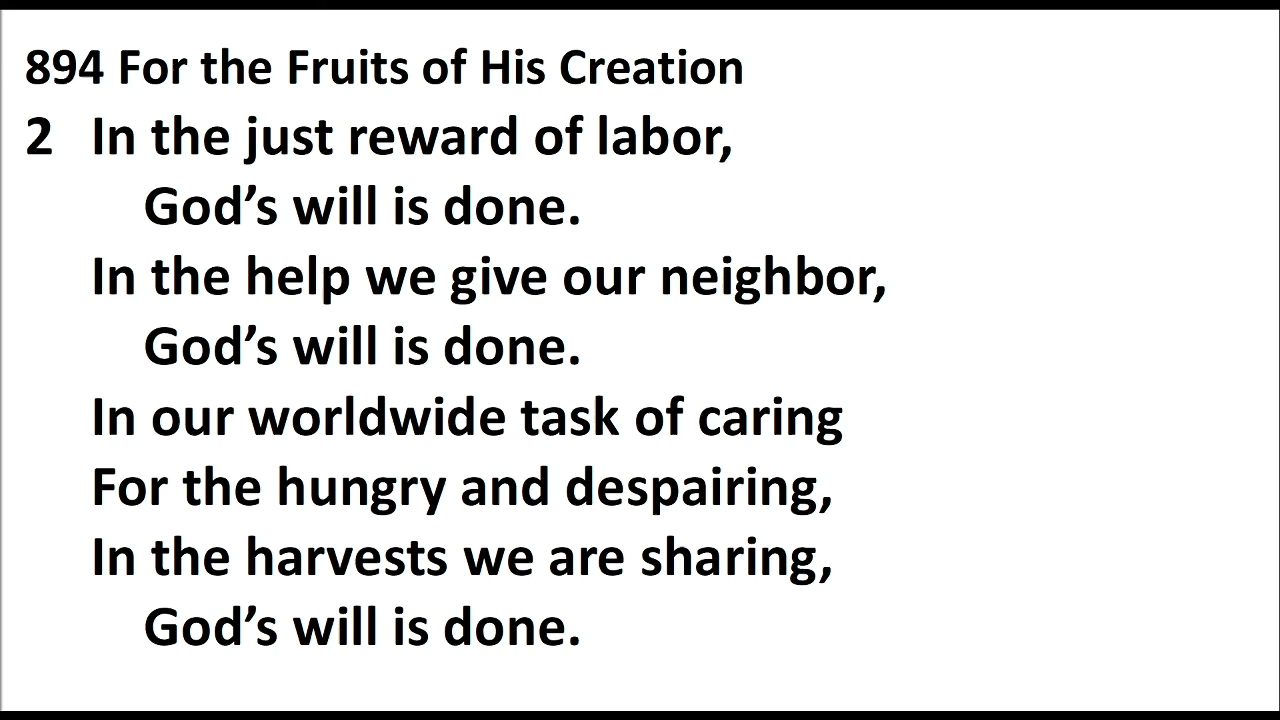 894 For the Fruits of His Creation
2 In the just reward of labor,
God’s will is done.
In the help we give our neighbor,
God’s will is done.
In our worldwide task of caring
For the hungry and despairing,
In the harvests we are sharing,
God’s will is done.